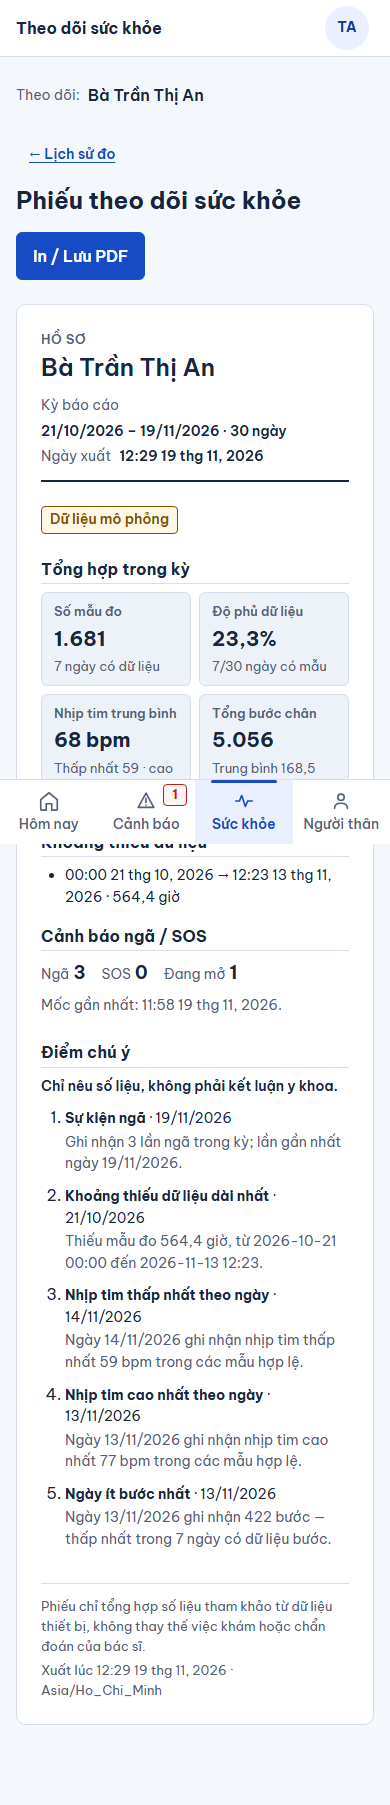 Theo dõi sức khỏe
TA
Theo dõi: Bà Trần Thị An
← Lịch sử đo
Phiếu theo dõi sức khỏe
In / Lưu PDF
HỒ SƠ
Bà Trần Thị An
Kỳ báo cáo
21/10/2026 – 19/11/2026 · 30 ngày
Ngày xuất 12:29 19 thg 11, 2026
Dữ liệu mô phỏng
Tổng hợp trong kỳ
Số mẫu đo
1.681
7 ngày có dữ liệu
Độ phủ dữ liệu
23,3%
7/30 ngày có mẫu
Nhịp tim trung bình
68 bpm
Thấp nhất 59 · cao
Tổng bước chân
5.056
Trung bình 168,5
Hôm nay
Cảnh báo
1
Sức khỏe
Người thân
Khoảng thiếu dữ liệu
• 00:00 21 thg 10, 2026 → 12:23 13 thg 11,
2026 · 564,4 giờ
Cảnh báo ngã / SOS
Ngã 3 SOS 0 Đang mở 1
Mốc gần nhất: 11:58 19 thg 11, 2026.
Điểm chú ý
Chỉ nêu số liệu, không phải kết luận y khoa.
1. Sự kiện ngã · 19/11/2026
Ghi nhận 3 lần ngã trong kỳ; lần gần nhất
ngày 19/11/2026.
2. Khoảng thiếu dữ liệu dài nhất ·
21/10/2026
Thiếu mẫu đo 564,4 giờ, từ 2026-10-21
00:00 đến 2026-11-13 12:23.
3. Nhịp tim thấp nhất theo ngày ·
14/11/2026
Ngày 14/11/2026 ghi nhận nhịp tim thấp
nhất 59 bpm trong các mẫu hợp lệ.
4. Nhịp tim cao nhất theo ngày ·
13/11/2026
Ngày 13/11/2026 ghi nhận nhịp tim cao
nhất 77 bpm trong các mẫu hợp lệ.
5. Ngày ít bước nhất · 13/11/2026
Ngày 13/11/2026 ghi nhận 422 bước —
thấp nhất trong 7 ngày có dữ liệu bước.
Phiếu chỉ tổng hợp số liệu tham khảo từ dữ liệu
thiết bị, không thay thế việc khám hoặc chẩn
đoán của bác sĩ.
Xuất lúc 12:29 19 thg 11, 2026 ·
Asia/Ho_Chi_Minh